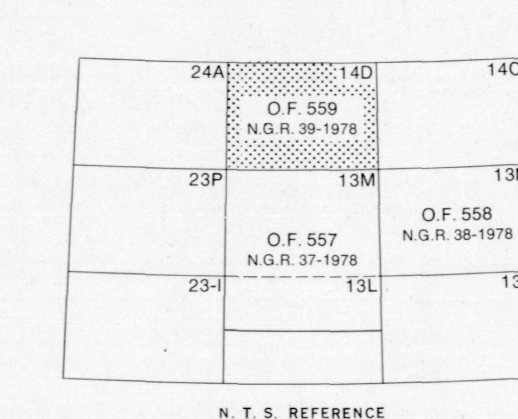 24A 14D 14C
O.F. 559
N.G.R. 39-1978
23P 13M
O.F. 558
N.G.R. 38-1978
O.F. 557
N.G.R. 37-1978
23-I 13L
N. T. S. REFERENCE